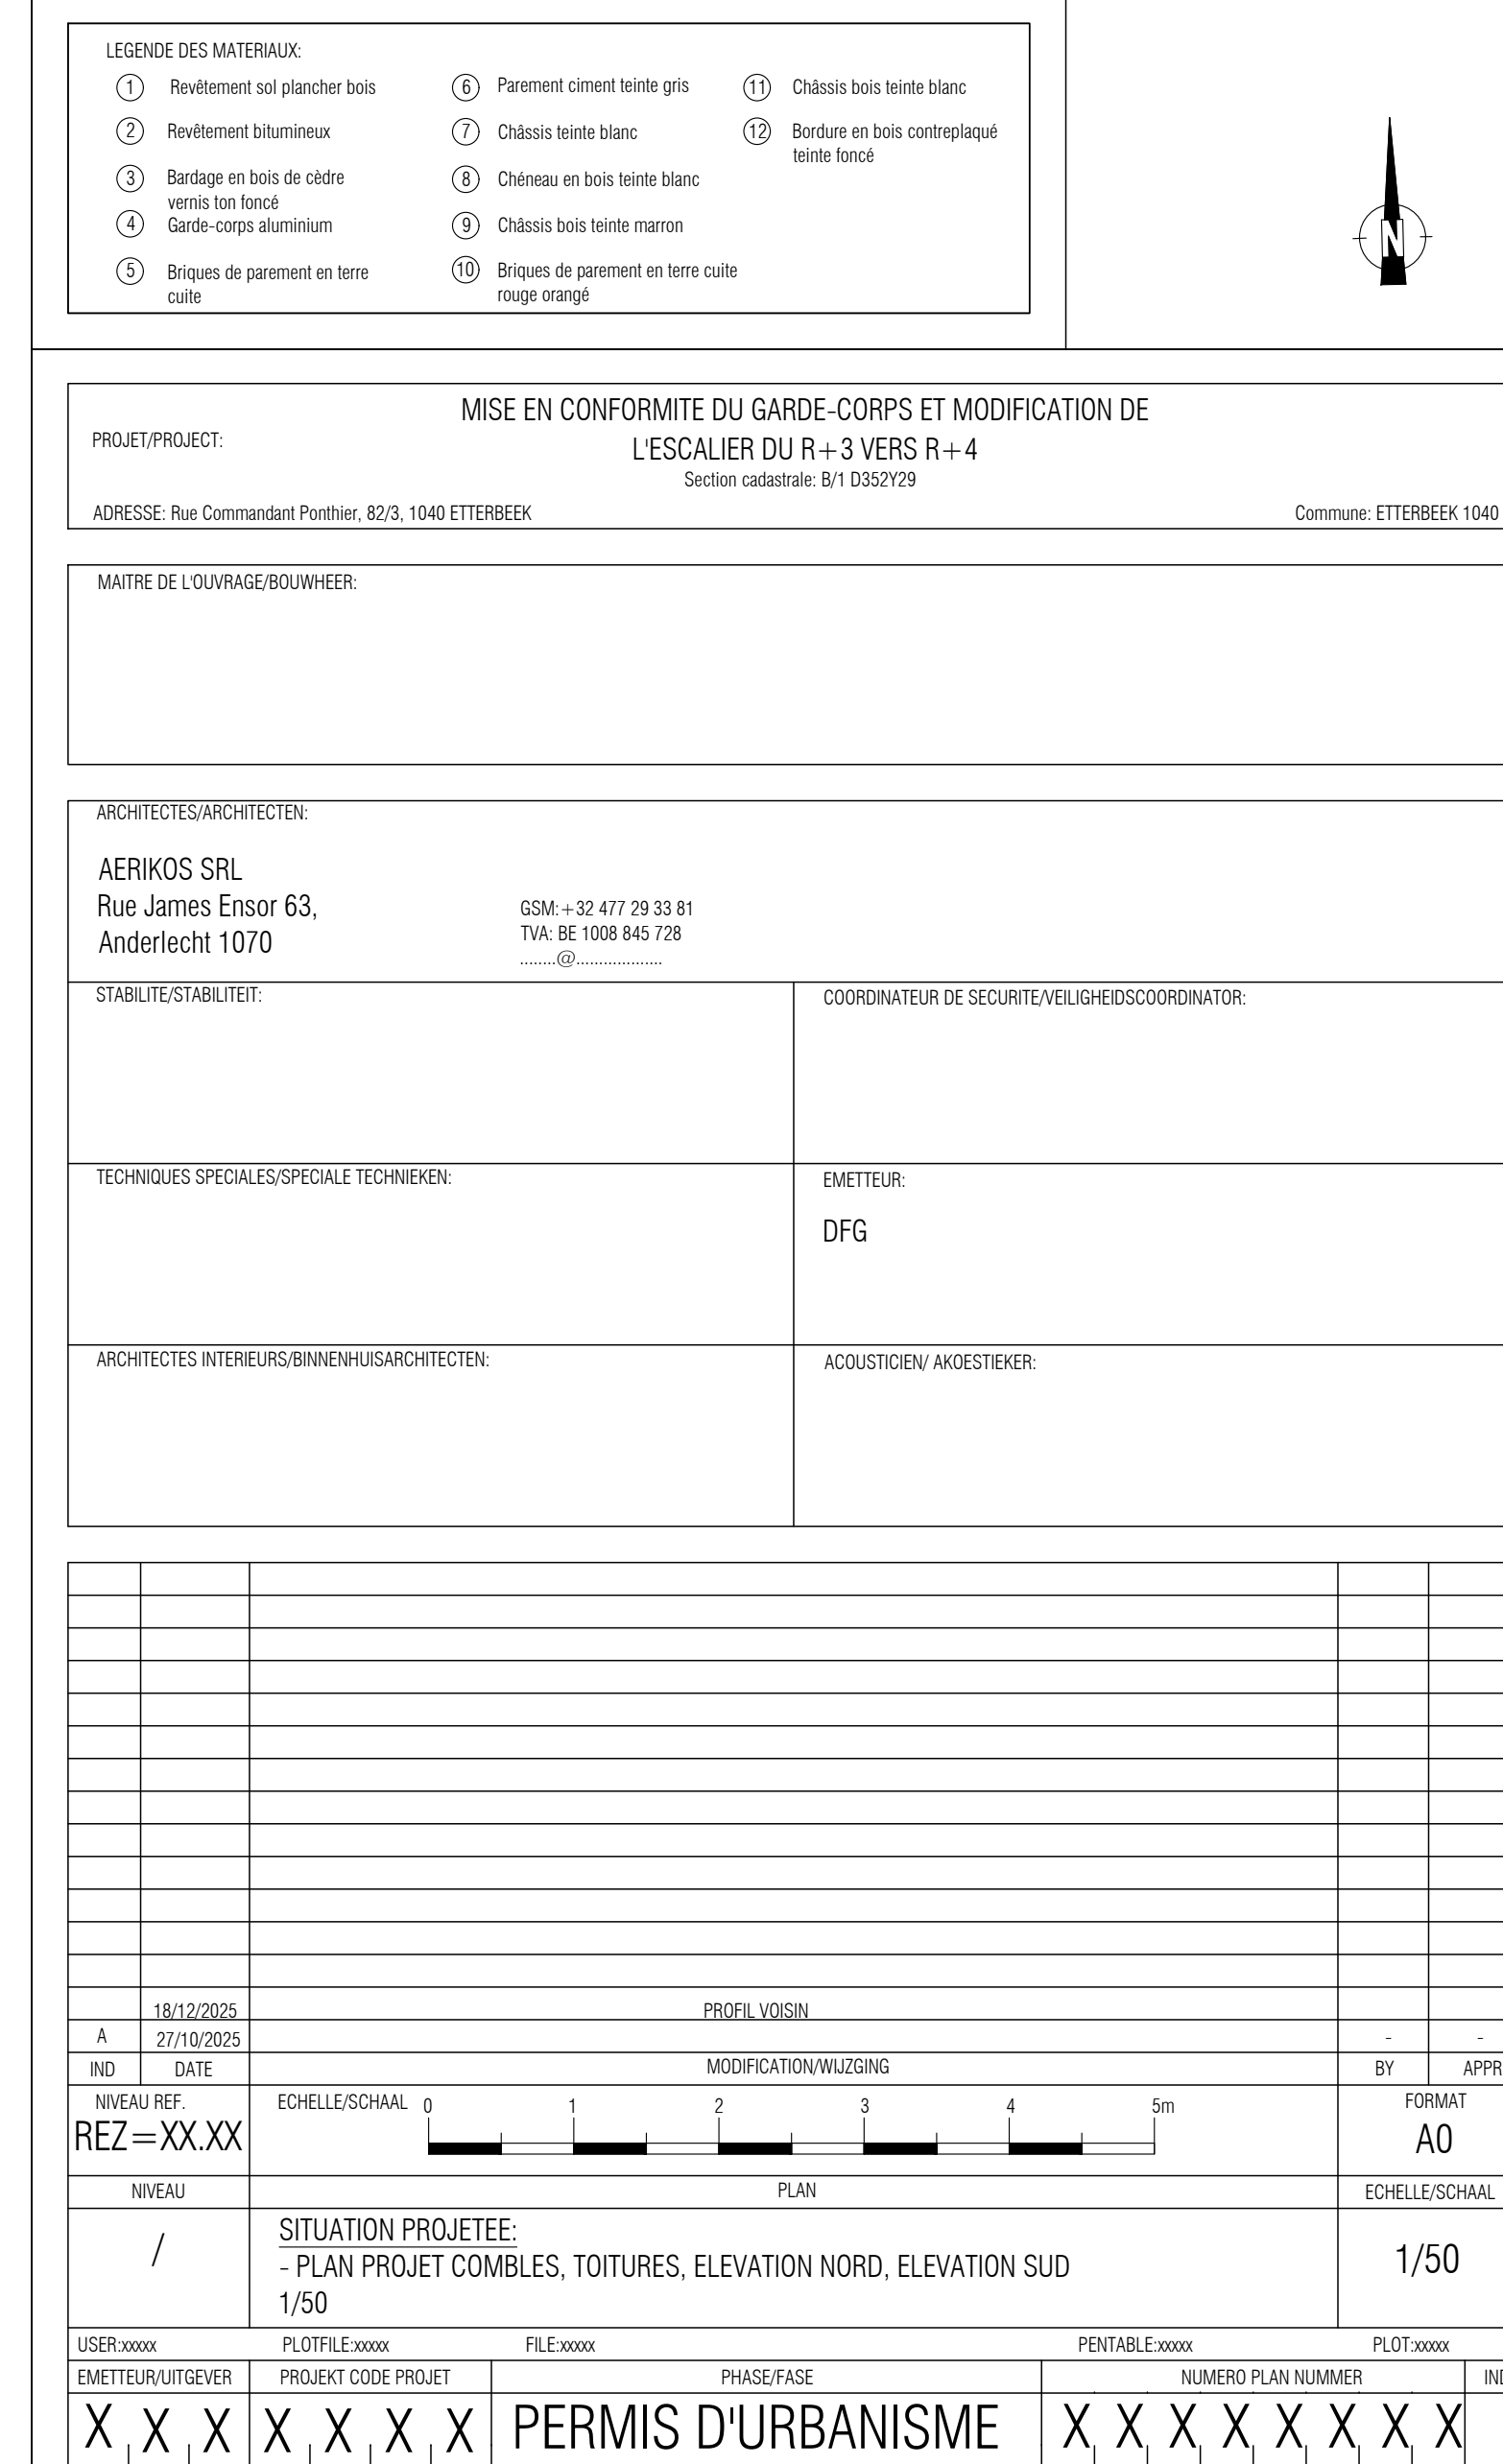 LEGENDE DES MATERIAUX:
1 Revêtement sol plancher bois
2 Revêtement bitumineux
3 Bardage en bois de cèdre
vernis ton foncé
4 Garde-corps aluminium
5 Briques de parement en terre
cuite
6 Parement ciment teinte gris
7 Châssis teinte blanc
8 Chéneau en bois teinte blanc
9 Châssis bois teinte marron
10 Briques de parement en terre cuite
rouge orangé
11 Châssis bois teinte blanc
12 Bordure en bois contreplaqué
teinte foncé
N
PROJET/PROJECT:
MISE EN CONFORMITE DU GARDE-CORPS ET MODIFICATION DE
L'ESCALIER DU R+3 VERS R+4
Section cadastrale: B/1 D352Y29
ADRESSE: Rue Commandant Ponthier, 82/3, 1040 ETTERBEEK
Commune: ETTERBEEK 1040
MAITRE DE L'OUVRAGE/BOUWHEER:
ARCHITECTES/ARCHITECTEN:
AERIKOS SRL
Rue James Ensor 63,
Anderlecht 1070
GSM:+32 477 29 33 81
TVA: BE 1008 845 728
........@...................
STABILITE/STABILITEIT:
COORDINATEUR DE SECURITE/VEILIGHEIDSCOORDINATOR:
TECHNIQUES SPECIALES/SPECIALE TECHNIEKEN:
EMETTEUR:
DFG
ARCHITECTES INTERIEURS/BINNENHUISARCHITECTEN:
ACOUSTICIEN/ AKOESTIEKER:
18/12/2025 PROFIL VOISIN
A 27/10/2025 - -
IND DATE MODIFICATION/WIJZGING BY APPR
NIVEAU REF.
REZ=XX.XX
ECHELLE/SCHAAL 0 1 2 3 4 5m
FORMAT
A0
NIVEAU PLAN ECHELLE/SCHAAL
/
SITUATION PROJETEE:
- PLAN PROJET COMBLES, TOITURES, ELEVATION NORD, ELEVATION SUD
1/50
1/50
USER:xxxxx PLOTFILE:xxxxx FILE:xxxxx PENTABLE:xxxxx PLOT:xxxxx
EMETTEUR/UITGEVER PROJEKT CODE PROJET PHASE/FASE NUMERO PLAN NUMMER
X X X X X X X PERMIS D'URBANISME X X X X X X X X